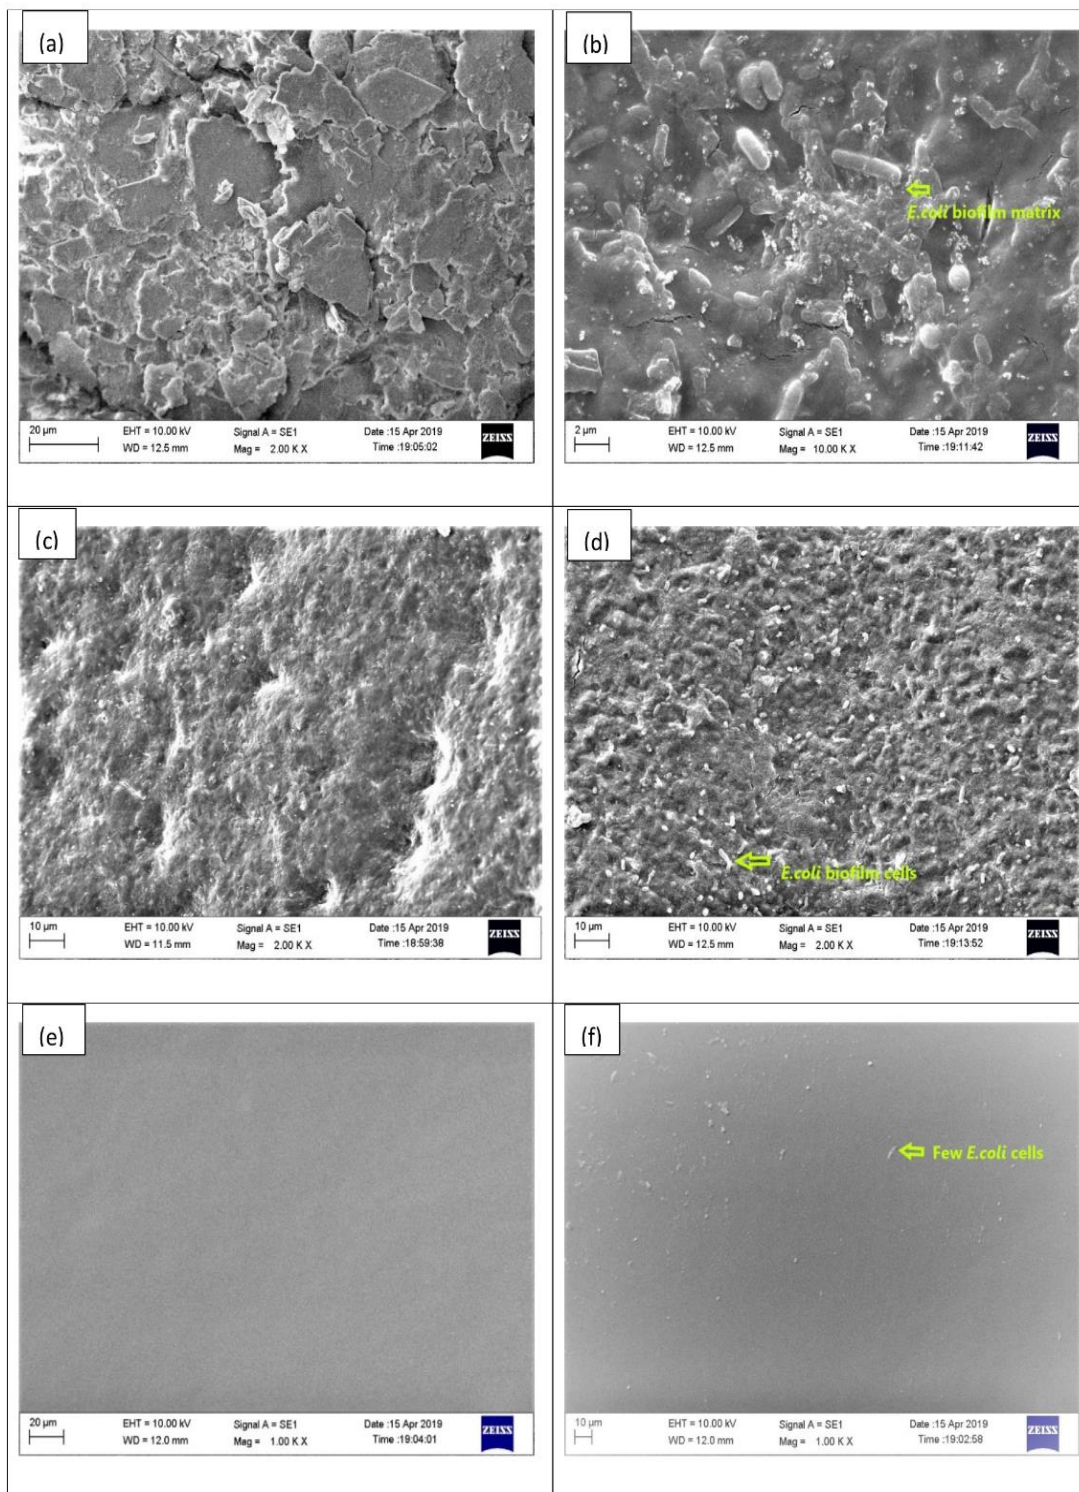 (a)
20 µm EHT = 10.00 kV Signal A = SE1 Date :15 Apr 2019
WD = 12.5 mm Mag = 2.00 K X Time :19:05:02
ZEISS
(b)
E.coli biofilm matrix
2 µm EHT = 10.00 kV Signal A = SE1 Date :15 Apr 2019
WD = 12.5 mm Mag = 10.00 K X Time :19:11:42
ZEISS
(c)
10 µm EHT = 10.00 kV Signal A = SE1 Date :15 Apr 2019
WD = 11.5 mm Mag = 2.00 K X Time :18:59:38
ZEISS
(d)
E.coli biofilm cells
10 µm EHT = 10.00 kV Signal A = SE1 Date :15 Apr 2019
WD = 12.5 mm Mag = 2.00 K X Time :19:13:52
ZEISS
(e)
20 µm EHT = 10.00 kV Signal A = SE1 Date :15 Apr 2019
WD = 12.0 mm Mag = 1.00 K X Time :19:04:01
ZEISS
(f)
Few E.coli cells
10 µm EHT = 10.00 kV Signal A = SE1 Date :15 Apr 2019
WD = 12.0 mm Mag = 1.00 K X Time :19:02:58
ZEISS